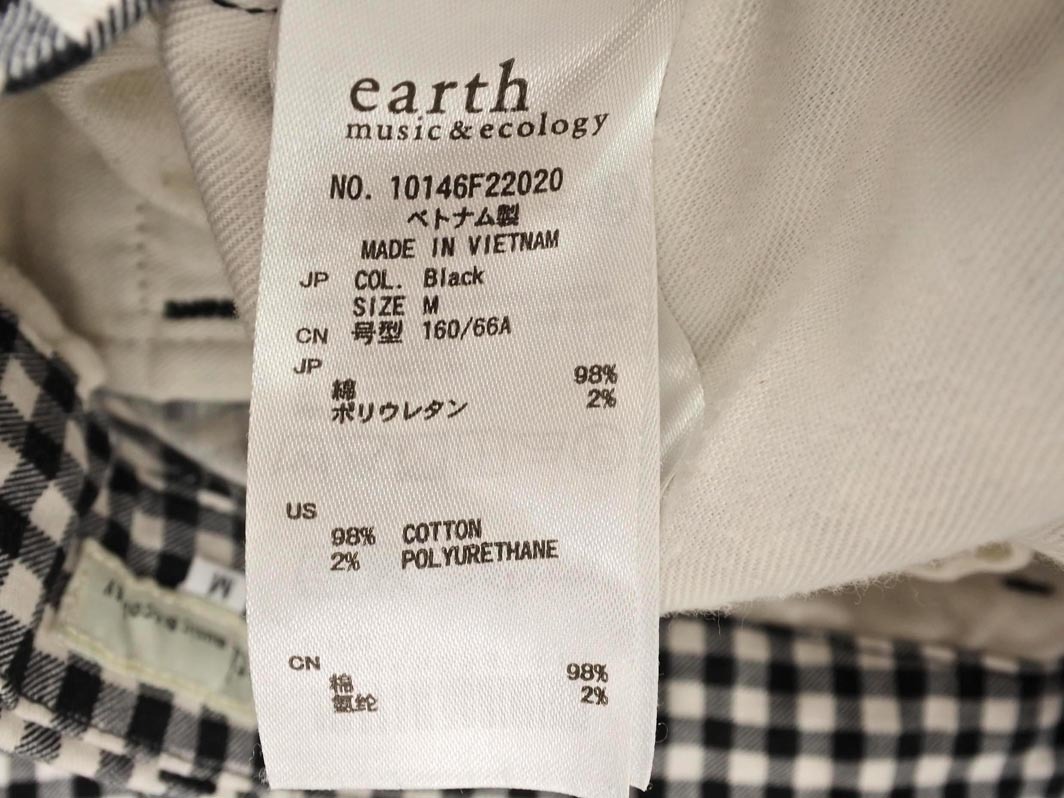 earth
music & ecology
NO. 10146F22020
ベトナム製
MADE IN VIETNAM
JP COL. Black
SIZE M
CN 号型 160/66A
JP
綿 98%
ポリウレタン 2%
US
98% COTTON
2% POLYURETHANE
CN
棉 98%
氨纶 2%
M